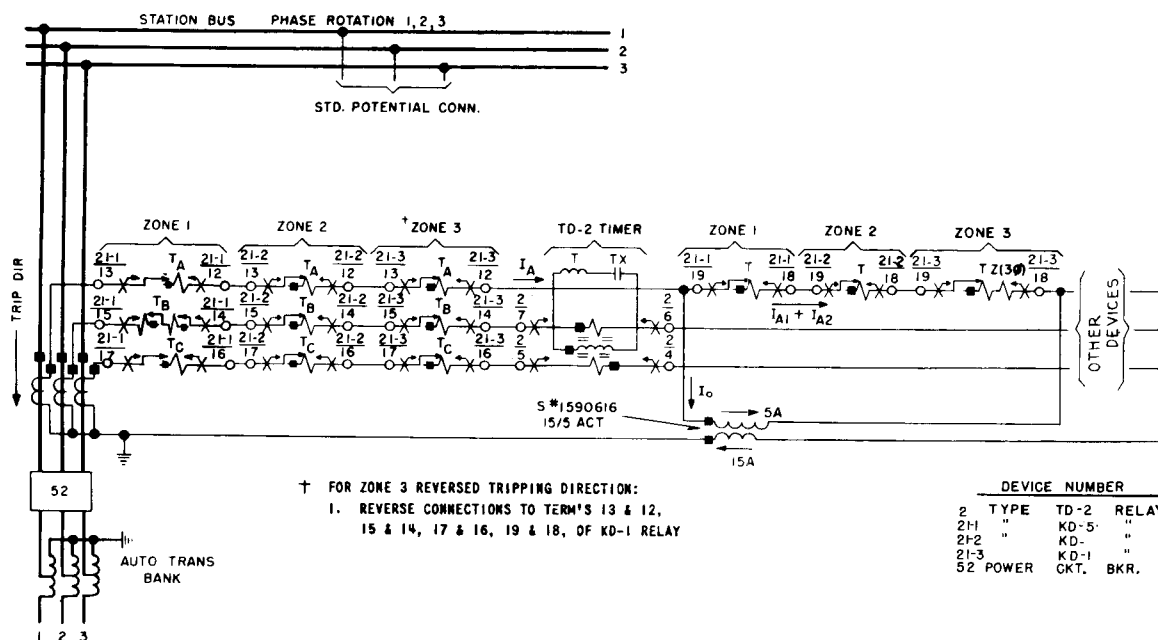 STATION BUS PHASE ROTATION 1, 2, 3
1
2
3
STD. POTENTIAL CONN.
TRIP DIR
ZONE 1
ZONE 2
† ZONE 3
TD-2 TIMER
ZONE 1
ZONE 2
ZONE 3
21-1 13 TA 21-1 12 21-2 13 TA 21-2 12 21-3 13 TA 21-3 12 IA T TX 21-1 19 T 21-1 18 21-2 19 T 21-2 18 21-3 19 T Z(3Ø) 21-3 18
21-1 15 TB 21-1 14 21-2 15 TB 21-2 14 21-3 15 TB 21-3 14 2 7 2 6 IA1 + IA2
21-1 17 TC 21-1 16 21-2 17 TC 21-2 16 21-3 17 TC 21-3 16 2 5 2 4
OTHER DEVICES
Io
S#1590616
15/5 ACT
5A
15A
52
† FOR ZONE 3 REVERSED TRIPPING DIRECTION:
1. REVERSE CONNECTIONS TO TERM'S 13 & 12,
15 & 14, 17 & 16, 19 & 18, OF KD-1 RELAY
AUTO TRANS
BANK
1 2 3
DEVICE NUMBER
2 TYPE TD-2 RELAY
21-1 " KD-5 "
21-2 " KD- "
21-3 KD-1 "
52 POWER CKT. BKR.